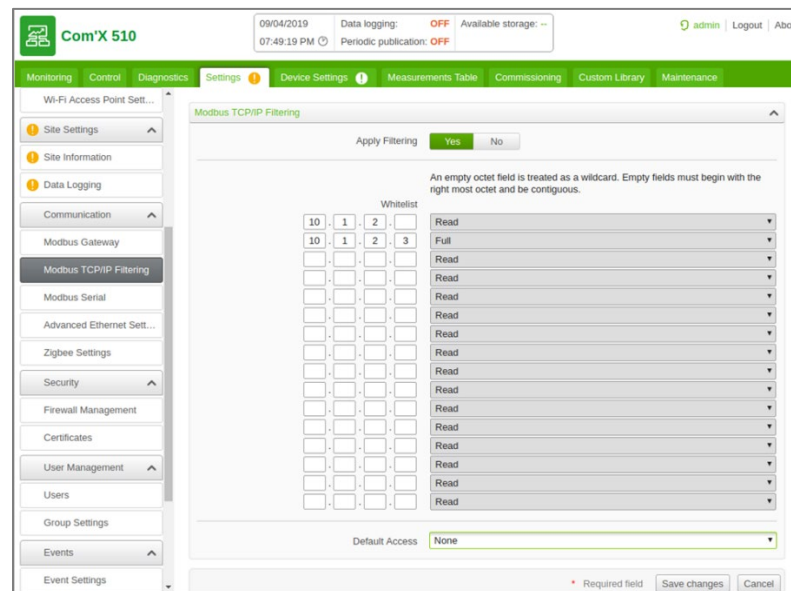 Com'X 510
09/04/2019 Data logging: OFF Available storage: --
07:49:19 PM Periodic publication: OFF
admin Logout Abo
Monitoring Control Diagnostics Settings Device Settings Measurements Table Commissioning Custom Library Maintenance
Wi-Fi Access Point Sett...
Site Settings
Site Information
Data Logging
Communication
Modbus Gateway
Modbus TCP/IP Filtering
Modbus Serial
Advanced Ethernet Sett...
Zigbee Settings
Security
Firewall Management
Certificates
User Management
Users
Group Settings
Events
Event Settings
Modbus TCP/IP Filtering
Apply Filtering Yes No
An empty octet field is treated as a wildcard. Empty fields must begin with the
right most octet and be contiguous.
Whitelist
10 . 1 . 2 . Read
10 . 1 . 2 . 3 Full
. . . Read
. . . Read
. . . Read
. . . Read
. . . Read
. . . Read
. . . Read
. . . Read
. . . Read
. . . Read
. . . Read
. . . Read
. . . Read
. . . Read
Default Access None
* Required field Save changes Cancel